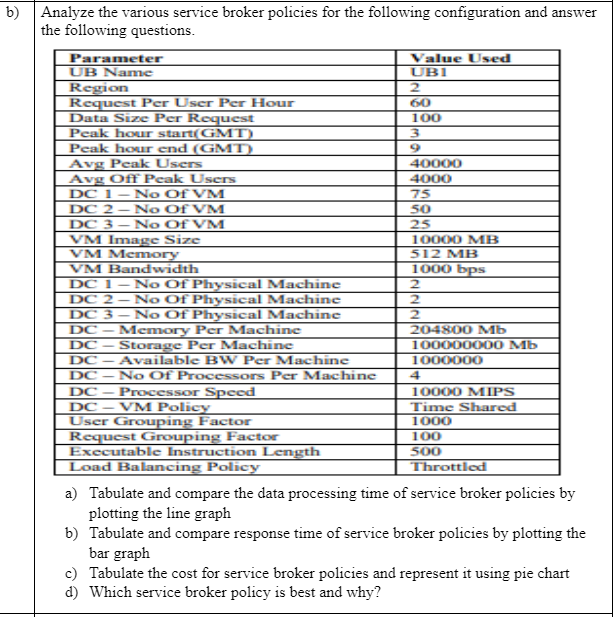 b) Analyze the various service broker policies for the following configuration and answer
the following questions.
Parameter Value Used
UB Name UB1
Region 2
Request Per User Per Hour 60
Data Size Per Request 100
Peak hour start(GMT) 3
Peak hour end (GMT) 9
Avg Peak Users 40000
Avg Off Peak Users 4000
DC 1 – No Of VM 75
DC 2 – No Of VM 50
DC 3 – No Of VM 25
VM Image Size 10000 MB
VM Memory 512 MB
VM Bandwidth 1000 bps
DC 1 – No Of Physical Machine 2
DC 2 – No Of Physical Machine 2
DC 3 – No Of Physical Machine 2
DC – Memory Per Machine 204800 Mb
DC – Storage Per Machine 100000000 Mb
DC – Available BW Per Machine 1000000
DC – No Of Processors Per Machine 4
DC – Processor Speed 10000 MIPS
DC – VM Policy Time Shared
User Grouping Factor 1000
Request Grouping Factor 100
Executable Instruction Length 500
Load Balancing Policy Throttled
a) Tabulate and compare the data processing time of service broker policies by
plotting the line graph
b) Tabulate and compare response time of service broker policies by plotting the
bar graph
c) Tabulate the cost for service broker policies and represent it using pie chart
d) Which service broker policy is best and why?